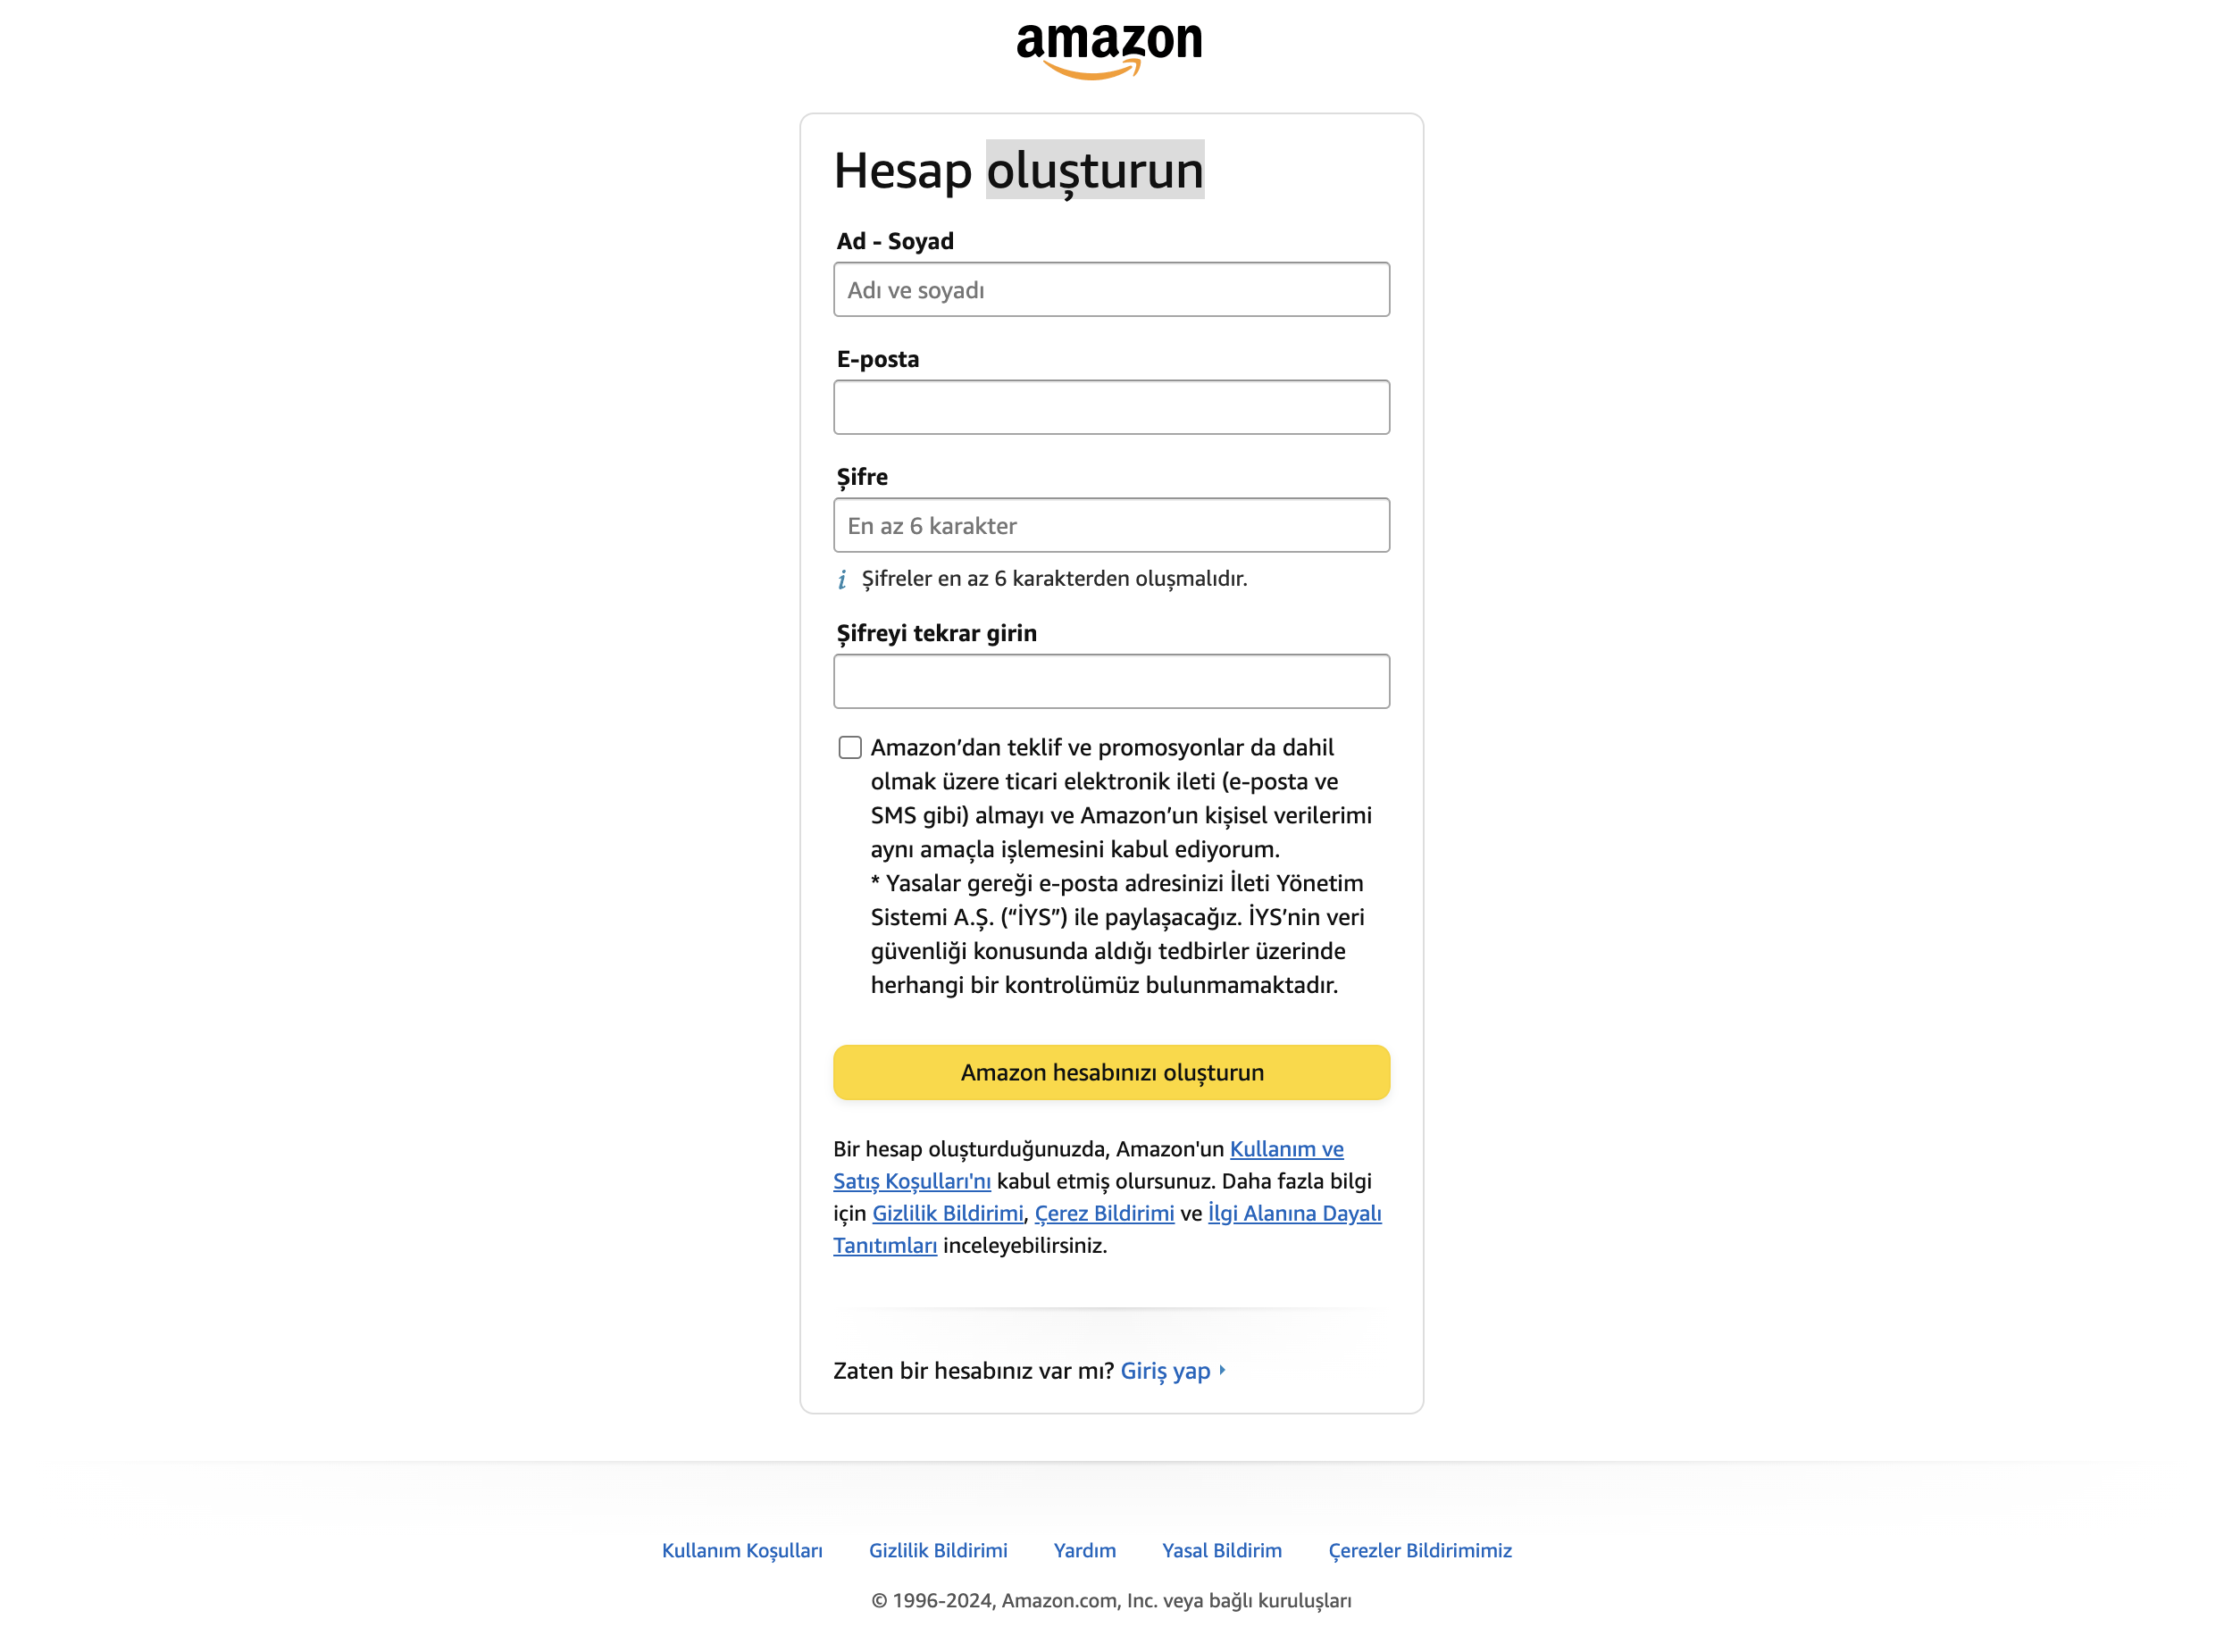 amazon
Hesap oluşturun
Ad - Soyad
Adı ve soyadı
E-posta
Şifre
En az 6 karakter
i Şifreler en az 6 karakterden oluşmalıdır.
Şifreyi tekrar girin
Amazon’dan teklif ve promosyonlar da dahil
olmak üzere ticari elektronik ileti (e-posta ve
SMS gibi) almayı ve Amazon’un kişisel verilerimi
aynı amaçla işlemesini kabul ediyorum.
* Yasalar gereği e-posta adresinizi İleti Yönetim
Sistemi A.Ş. (“İYS”) ile paylaşacağız. İYS’nin veri
güvenliği konusunda aldığı tedbirler üzerinde
herhangi bir kontrolümüz bulunmamaktadır.
Amazon hesabınızı oluşturun
Bir hesap oluşturduğunuzda, Amazon'un Kullanım ve
Satış Koşulları'nı kabul etmiş olursunuz. Daha fazla bilgi
için Gizlilik Bildirimi, Çerez Bildirimi ve İlgi Alanına Dayalı
Tanıtımları inceleyebilirsiniz.
Zaten bir hesabınız var mı? Giriş yap
Kullanım Koşulları Gizlilik Bildirimi Yardım Yasal Bildirim Çerezler Bildirimimiz
© 1996-2024, Amazon.com, Inc. veya bağlı kuruluşları